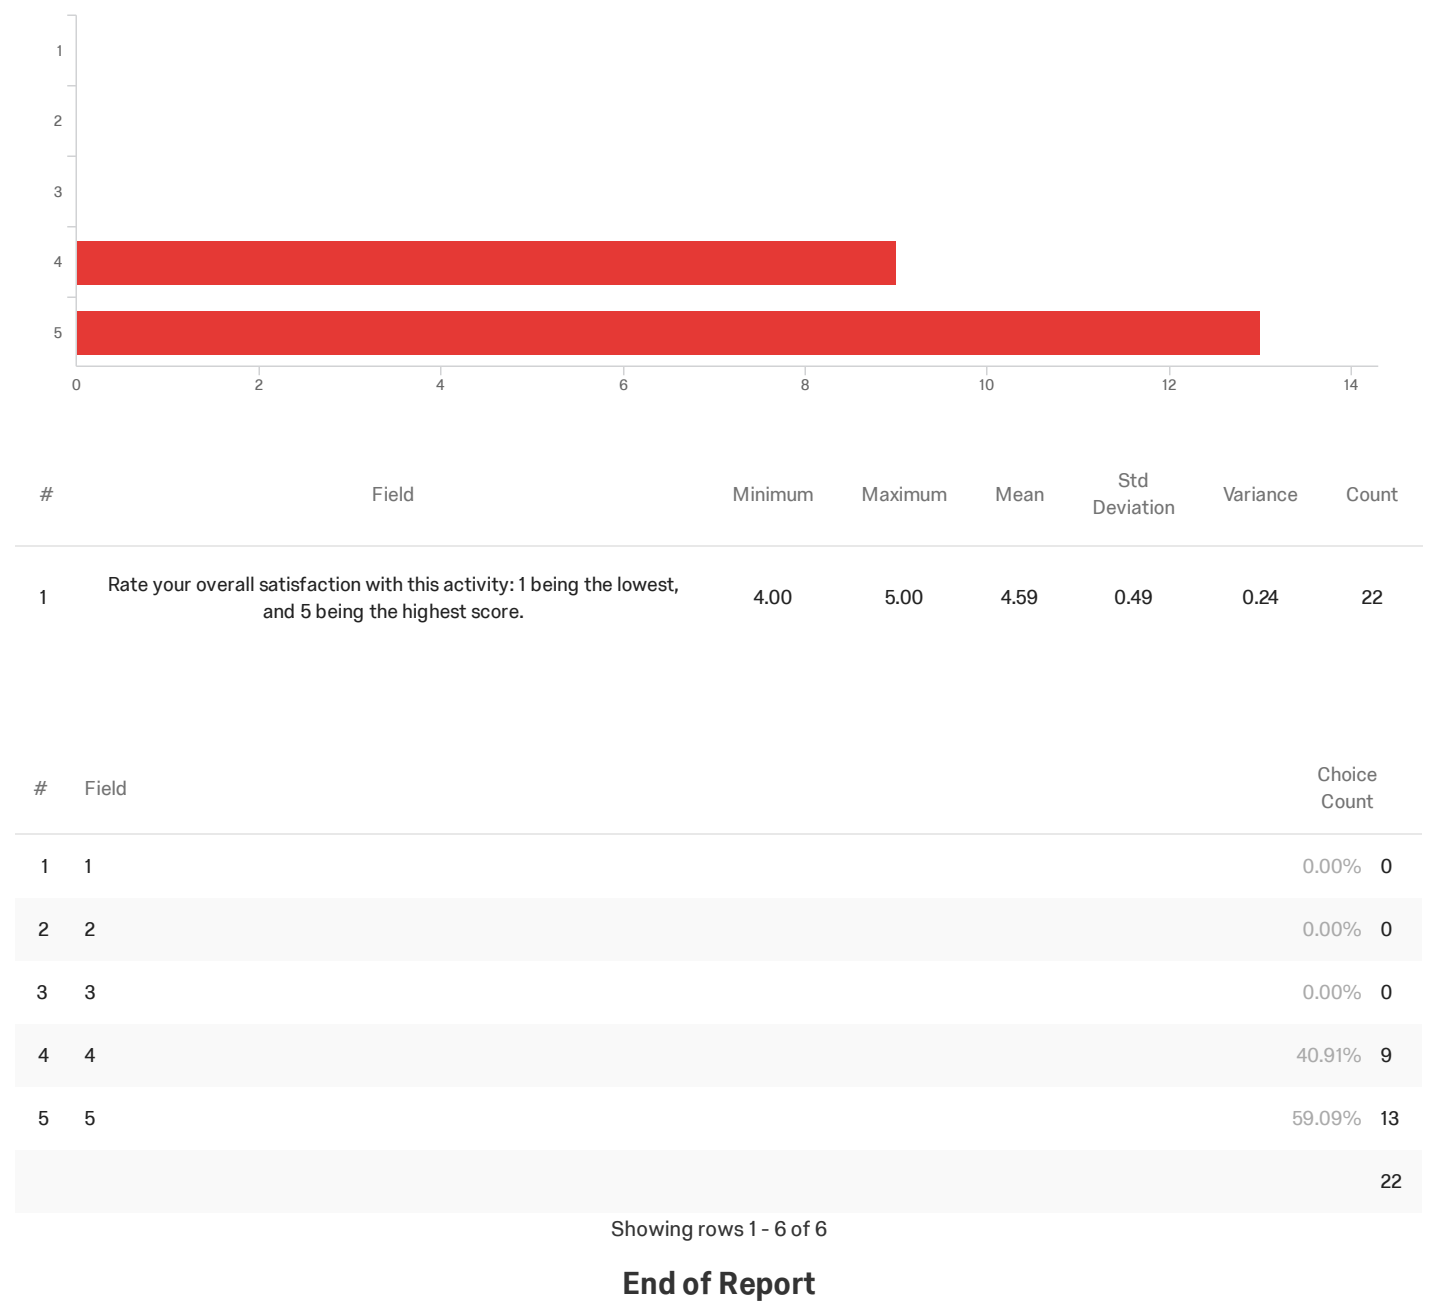 1
2
3
4
5
0 2 4 6 8 10 12 14
# Field Minimum Maximum Mean Std Deviation Variance Count
1 Rate your overall satisfaction with this activity: 1 being the lowest, 4.00 5.00 4.59 0.49 0.24 22
and 5 being the highest score.
# Field Choice Count
1 1 0.00% 0
2 2 0.00% 0
3 3 0.00% 0
4 4 40.91% 9
5 5 59.09% 13
22
Showing rows 1 - 6 of 6
End of Report